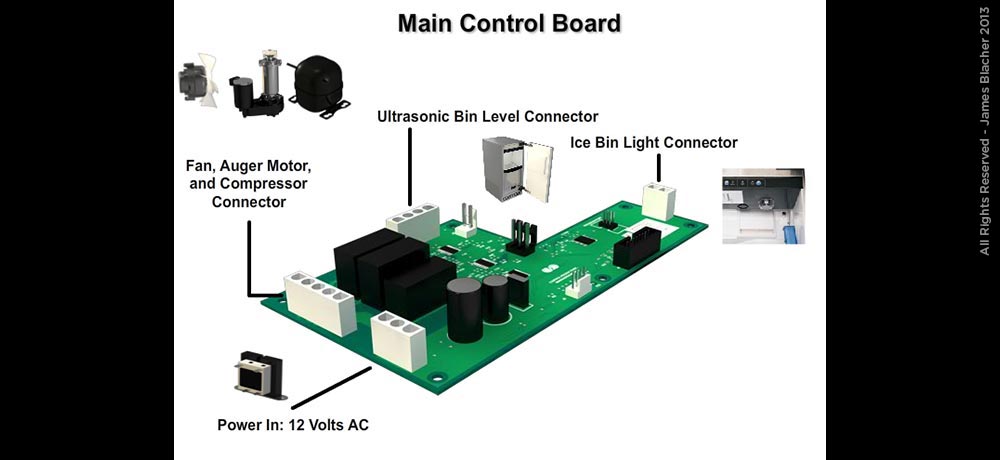 Main Control Board
Ultrasonic Bin Level Connector
Ice Bin Light Connector
Fan, Auger Motor,
and Compressor
Connector
Power In: 12 Volts AC
All Rights Reserved - James Blacher 2013